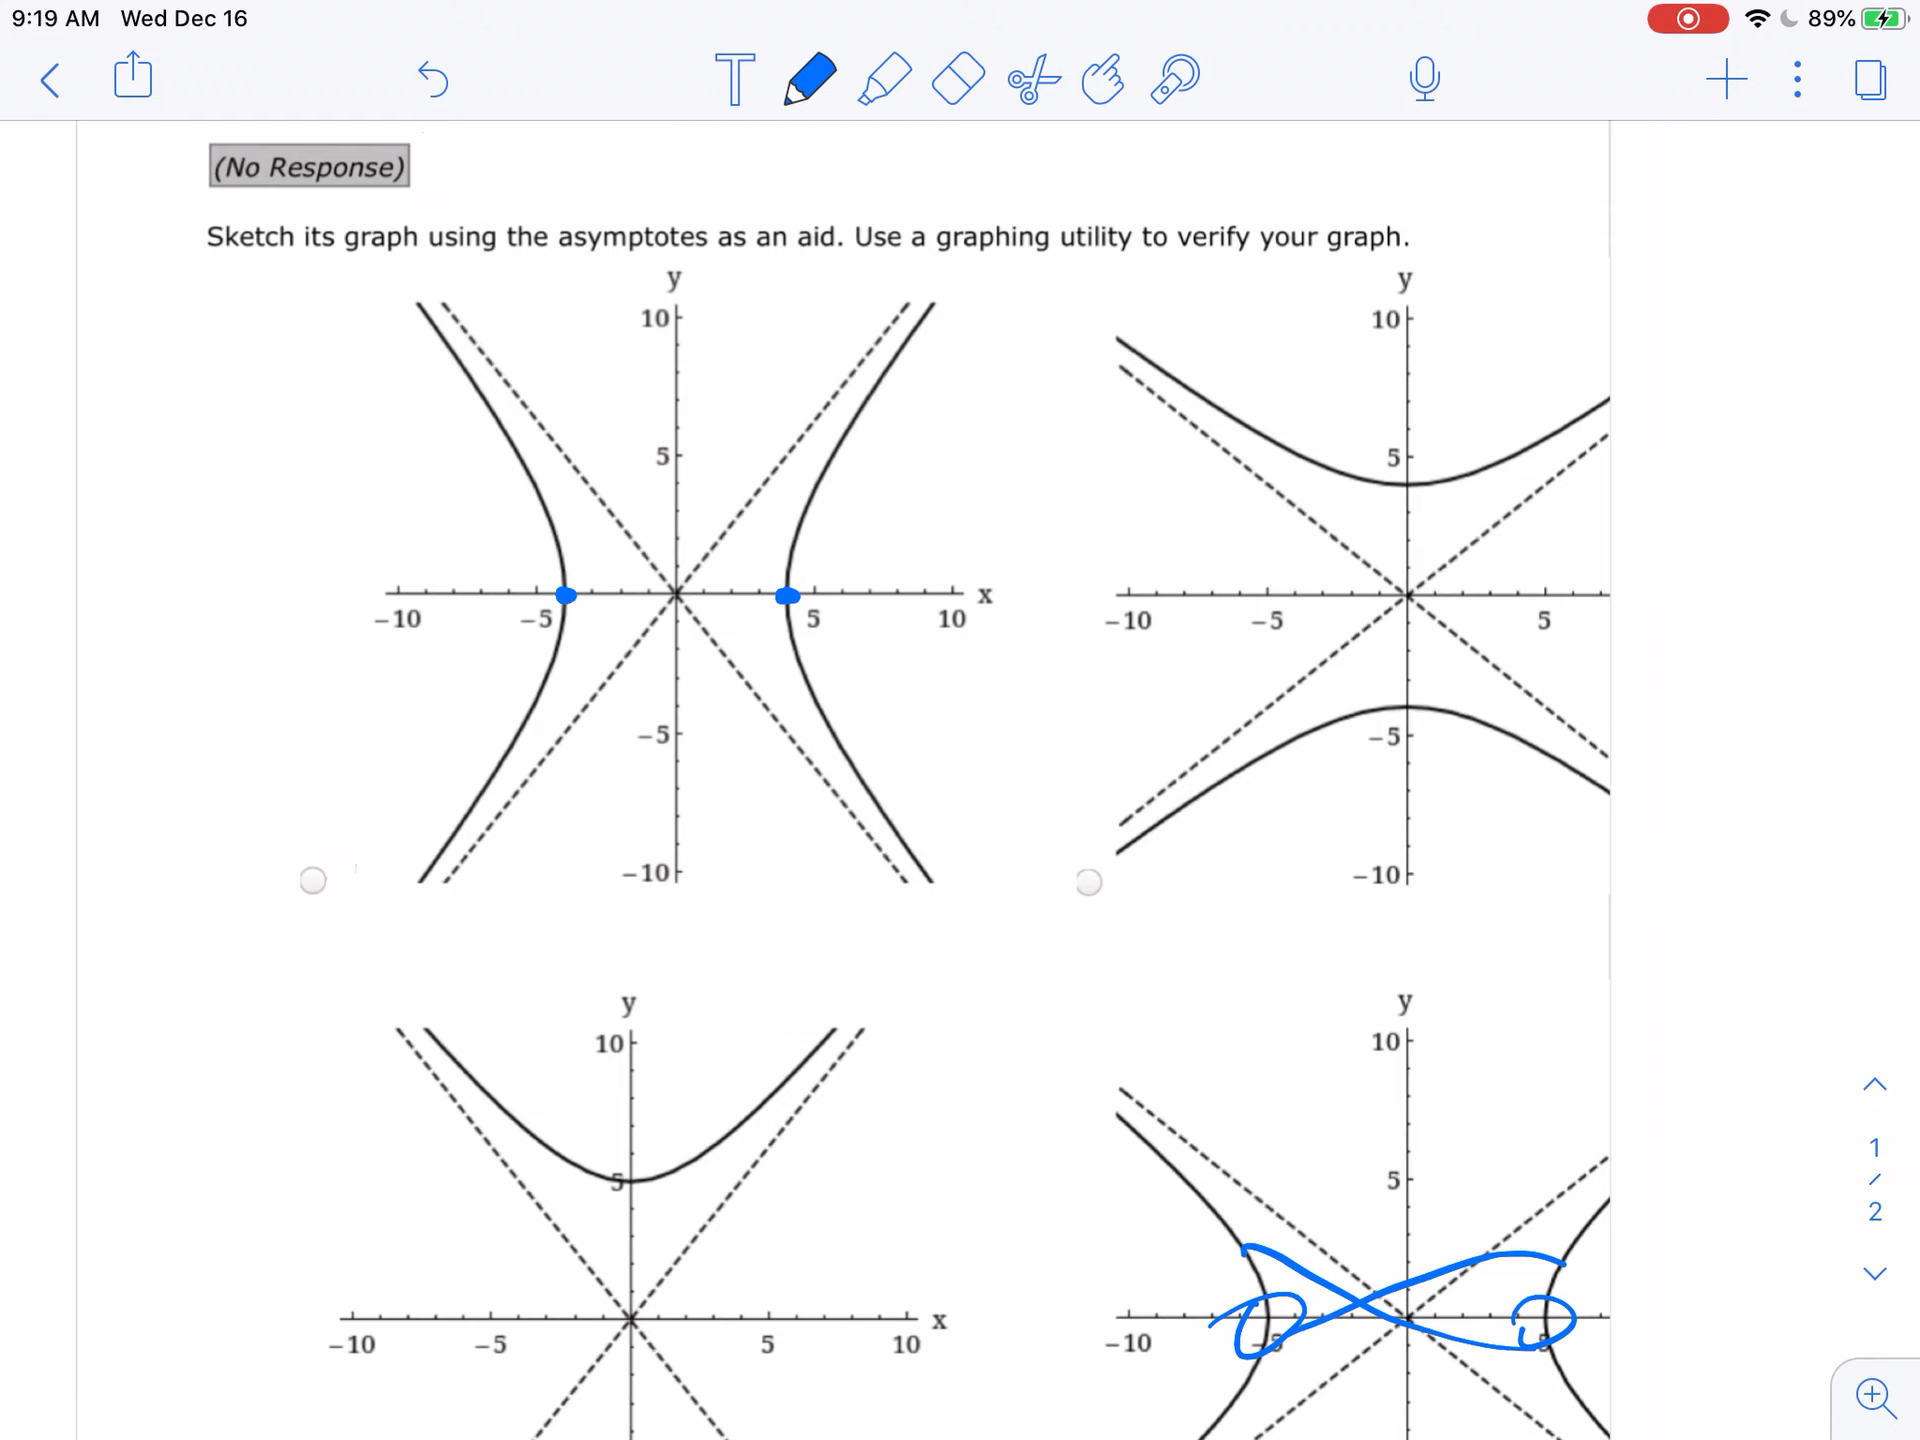 9:19 AM Wed Dec 16
89%
T
(No Response)
Sketch its graph using the asymptotes as an aid. Use a graphing utility to verify your graph.
y
10
5
x
−10 −5 5 10
−5
−10
y
10
5
−10 −5 5
−5
−10
y
10
5
x
−10 −5 5 10
y
10
5
−10 −5 5
1
/
2